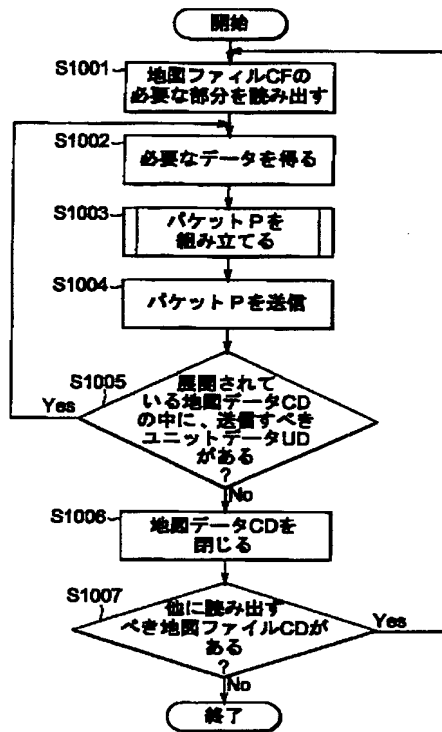 開始
S1001
地図ファイルCFの
必要な部分を読み出す
S1002
必要なデータを得る
S1003
パケットPを
組み立てる
S1004
パケットPを送信
S1005
展開されて
いる地図データCD
の中に、送信すべき
ユニットデータUD
がある
?
Yes
No
S1006
地図データCDを
閉じる
S1007
他に読み出す
べき地図ファイルCDが
ある
?
Yes
No
終了